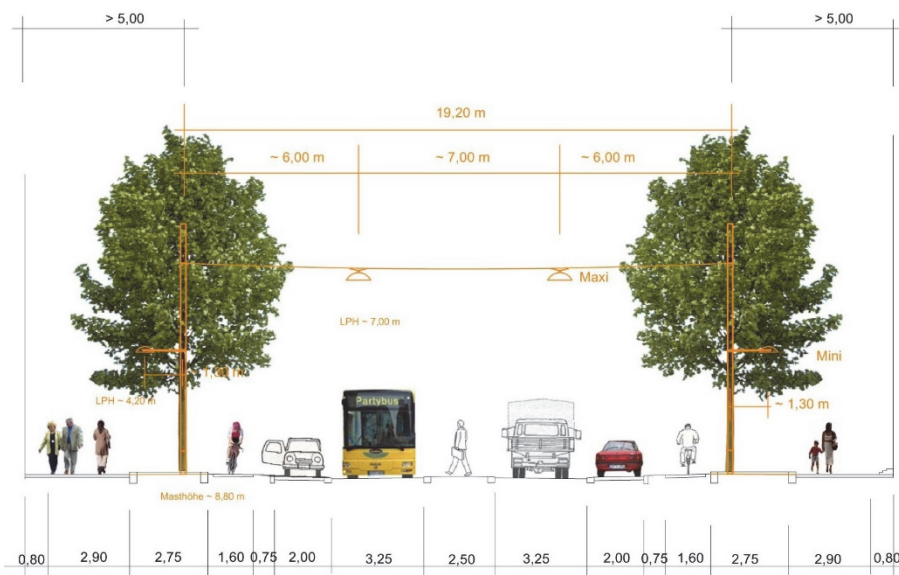 > 5,00
> 5,00
19,20 m
~ 6,00 m
~ 7,00 m
~ 6,00 m
Maxi
LPH ~ 7,00 m
Mini
LPH ~ 4,20 m
~ 1,30 m
Partybus
Masthöhe ~ 8,80 m
0,80 2,90 2,75 1,60 0,75 2,00 3,25 2,50 3,25 2,00 0,75 1,60 2,75 2,90 0,80